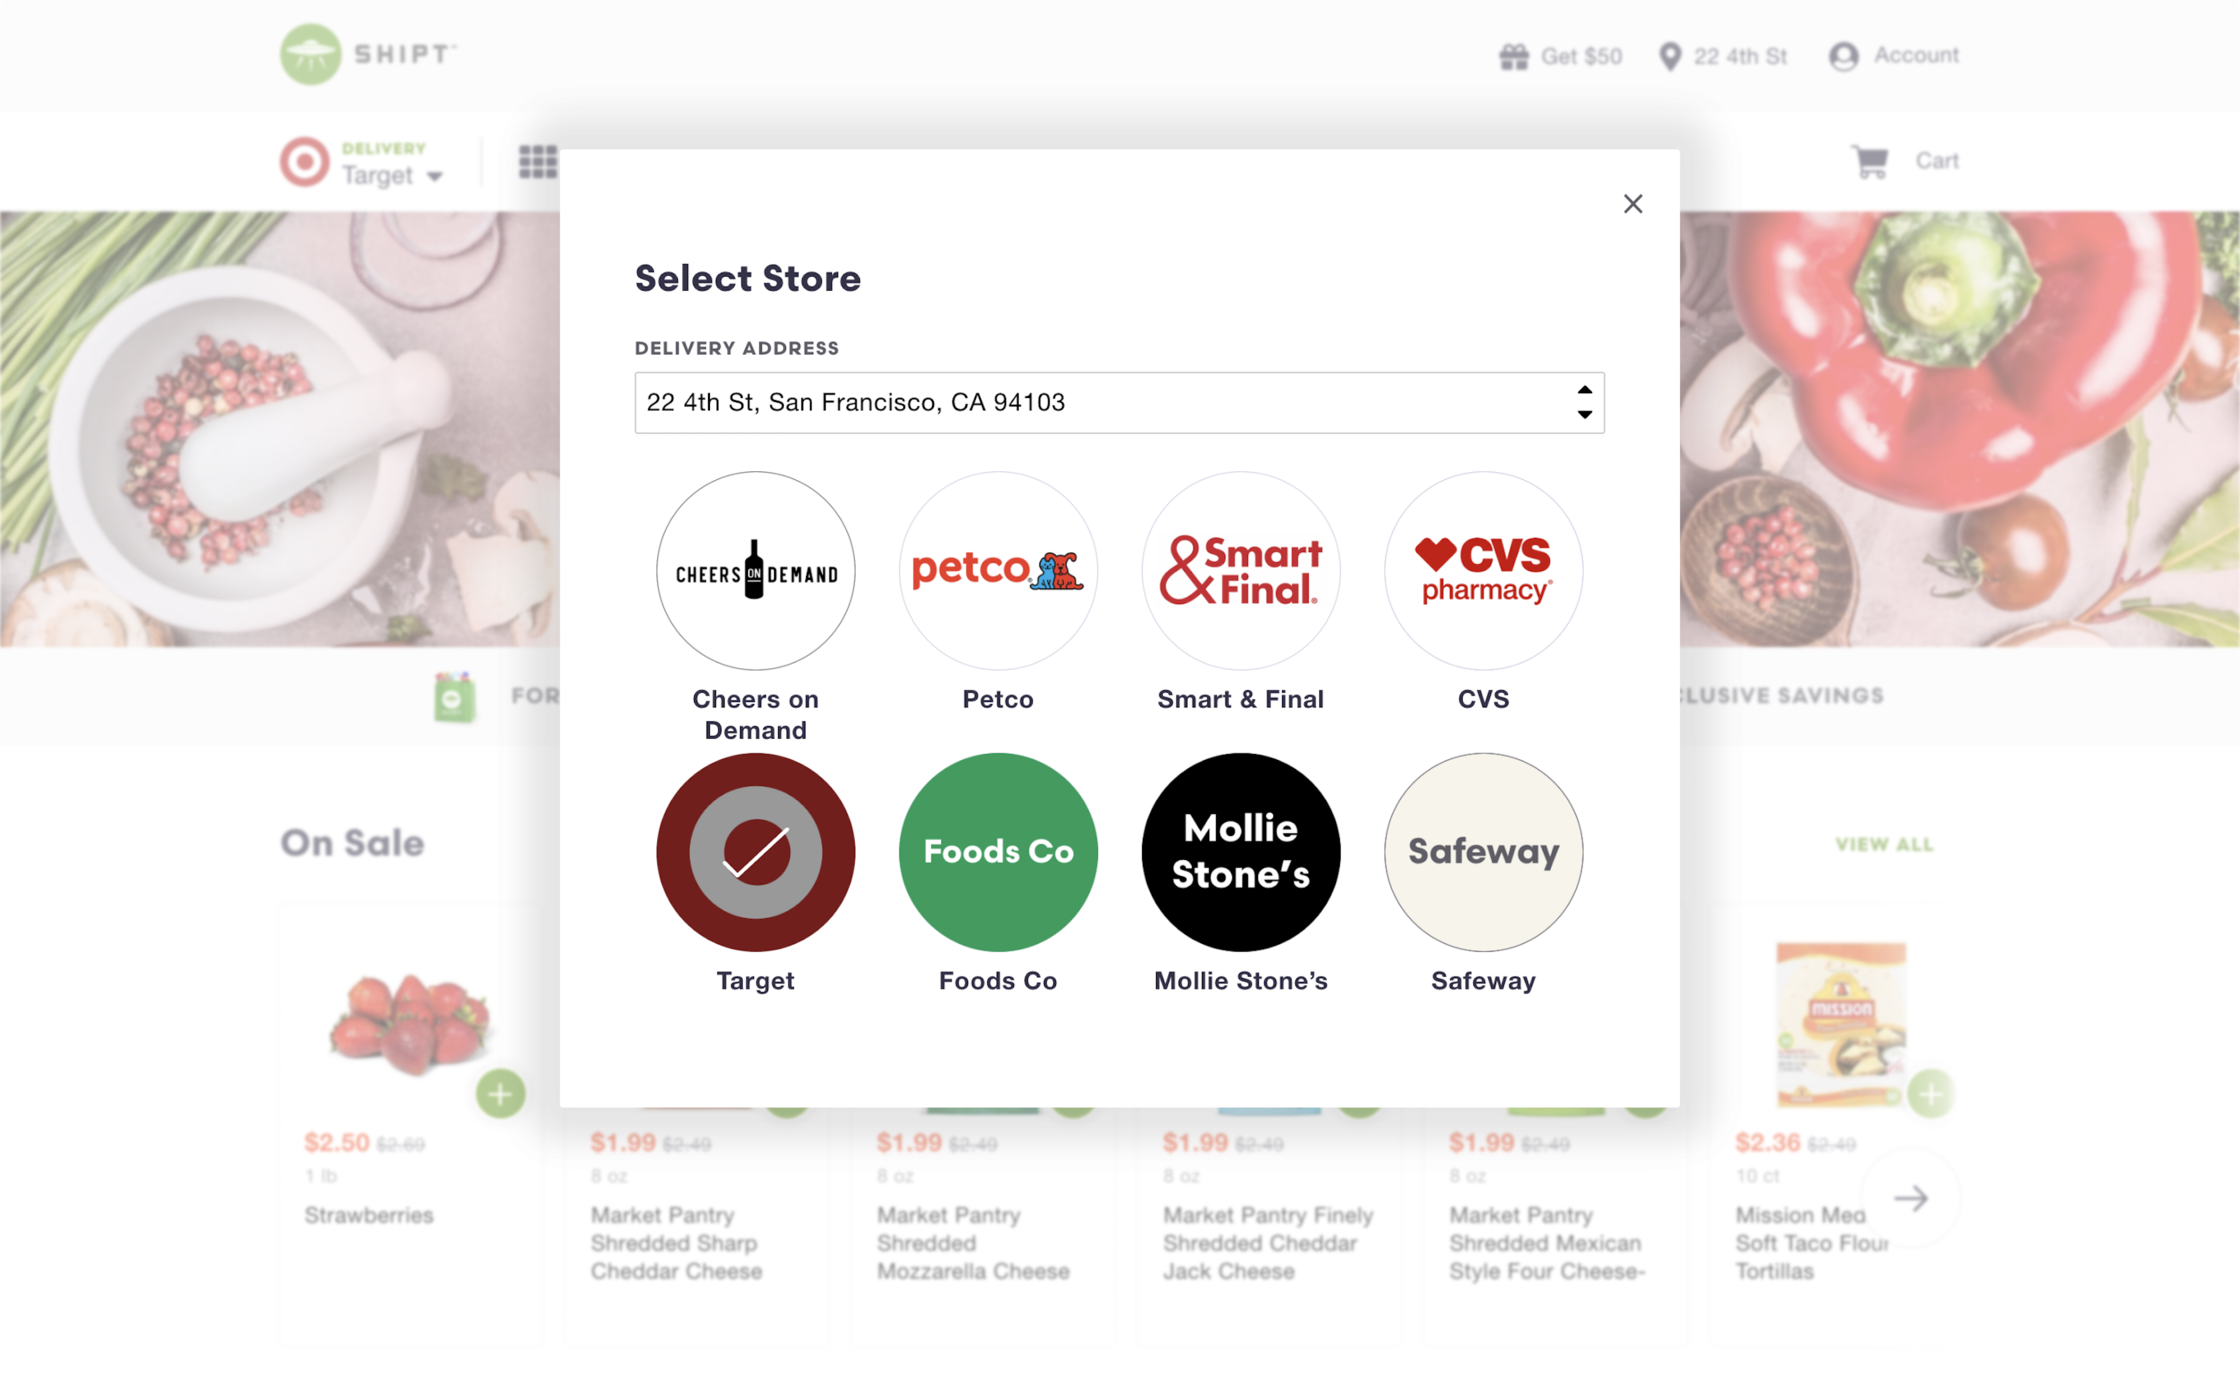 SHIPT
Get $50
22 4th St
Account
DELIVERY
Target
Cart
Select Store
DELIVERY ADDRESS
22 4th St, San Francisco, CA 94103
CHEERS ON DEMAND
petco
&Smart
Final
CVS
pharmacy®
Cheers on
Demand
Petco
Smart & Final
CVS
Foods Co
Mollie
Stone’s
Safeway
Target
Foods Co
Mollie Stone’s
Safeway
FOR
CLUSIVE SAVINGS
On Sale
VIEW ALL
MISSION
$2.50 $2.69
1 lb
Strawberries
$1.99 $2.49
8 oz
Market Pantry
Shredded Sharp
Cheddar Cheese
$1.99 $2.49
8 oz
Market Pantry
Shredded
Mozzarella Cheese
$1.99 $2.49
8 oz
Market Pantry Finely
Shredded Cheddar
Jack Cheese
$1.99 $2.49
8 oz
Market Pantry
Shredded Mexican
Style Four Cheese-
$2.36 $2.49
10 ct
Mission Med
Soft Taco Flour
Tortillas